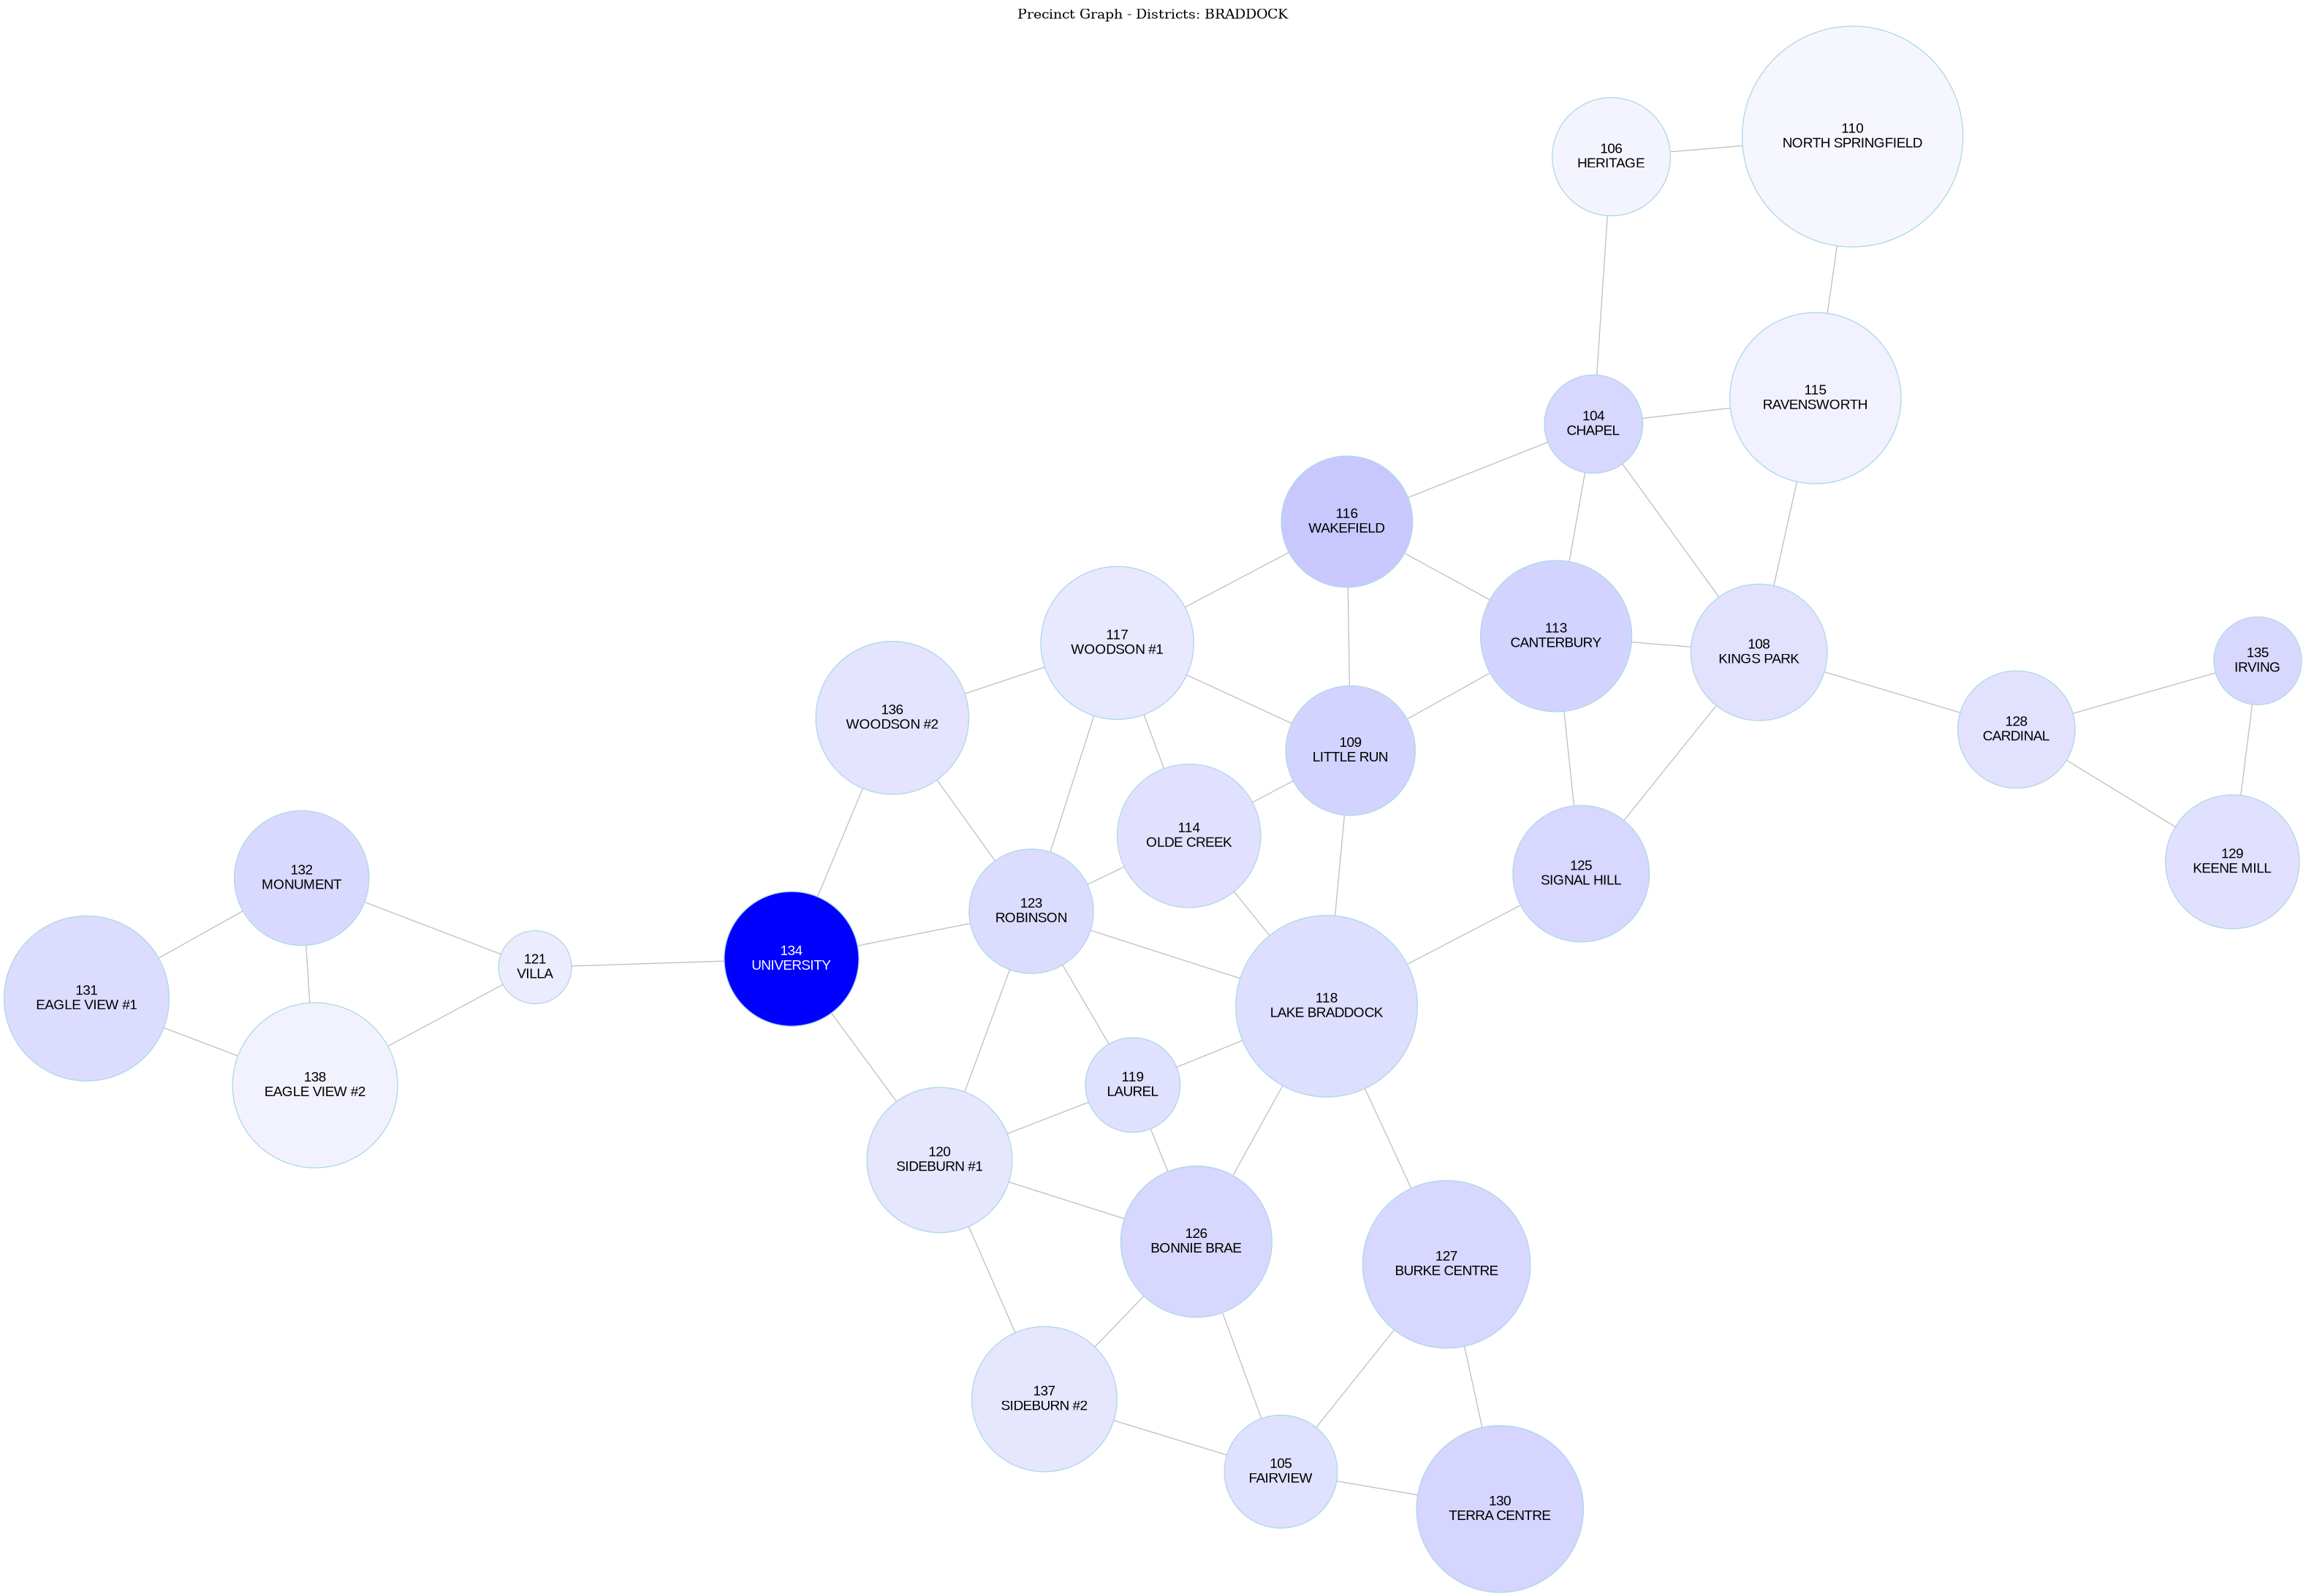 Precinct Graph - Districts: BRADDOCK
110
NORTH SPRINGFIELD
106
HERITAGE
115
RAVENSWORTH
104
CHAPEL
116
WAKEFIELD
113
CANTERBURY
117
WOODSON #1
108
KINGS PARK
135
IRVING
136
WOODSON #2
128
CARDINAL
109
LITTLE RUN
114
OLDE CREEK
129
KEENE MILL
125
SIGNAL HILL
132
MONUMENT
123
ROBINSON
134
UNIVERSITY
121
VILLA
131
EAGLE VIEW #1
118
LAKE BRADDOCK
138
EAGLE VIEW #2
119
LAUREL
120
SIDEBURN #1
126
BONNIE BRAE
127
BURKE CENTRE
137
SIDEBURN #2
105
FAIRVIEW
130
TERRA CENTRE